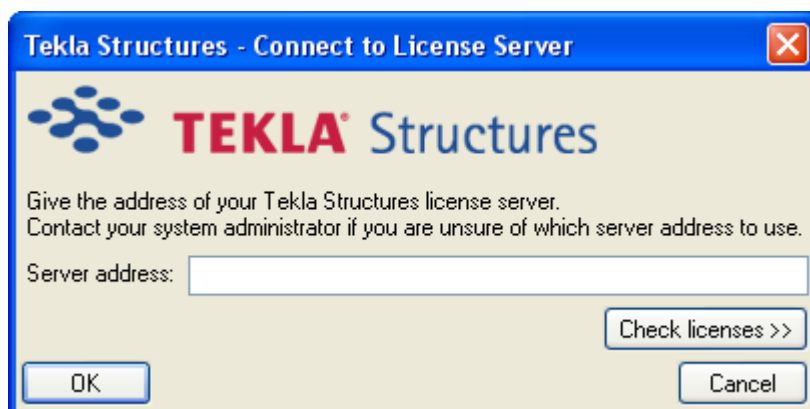 Tekla Structures - Connect to License Server
TEKLA® Structures
Give the address of your Tekla Structures license server.
Contact your system administrator if you are unsure of which server address to use.
Server address:
Check licenses >>
OK
Cancel